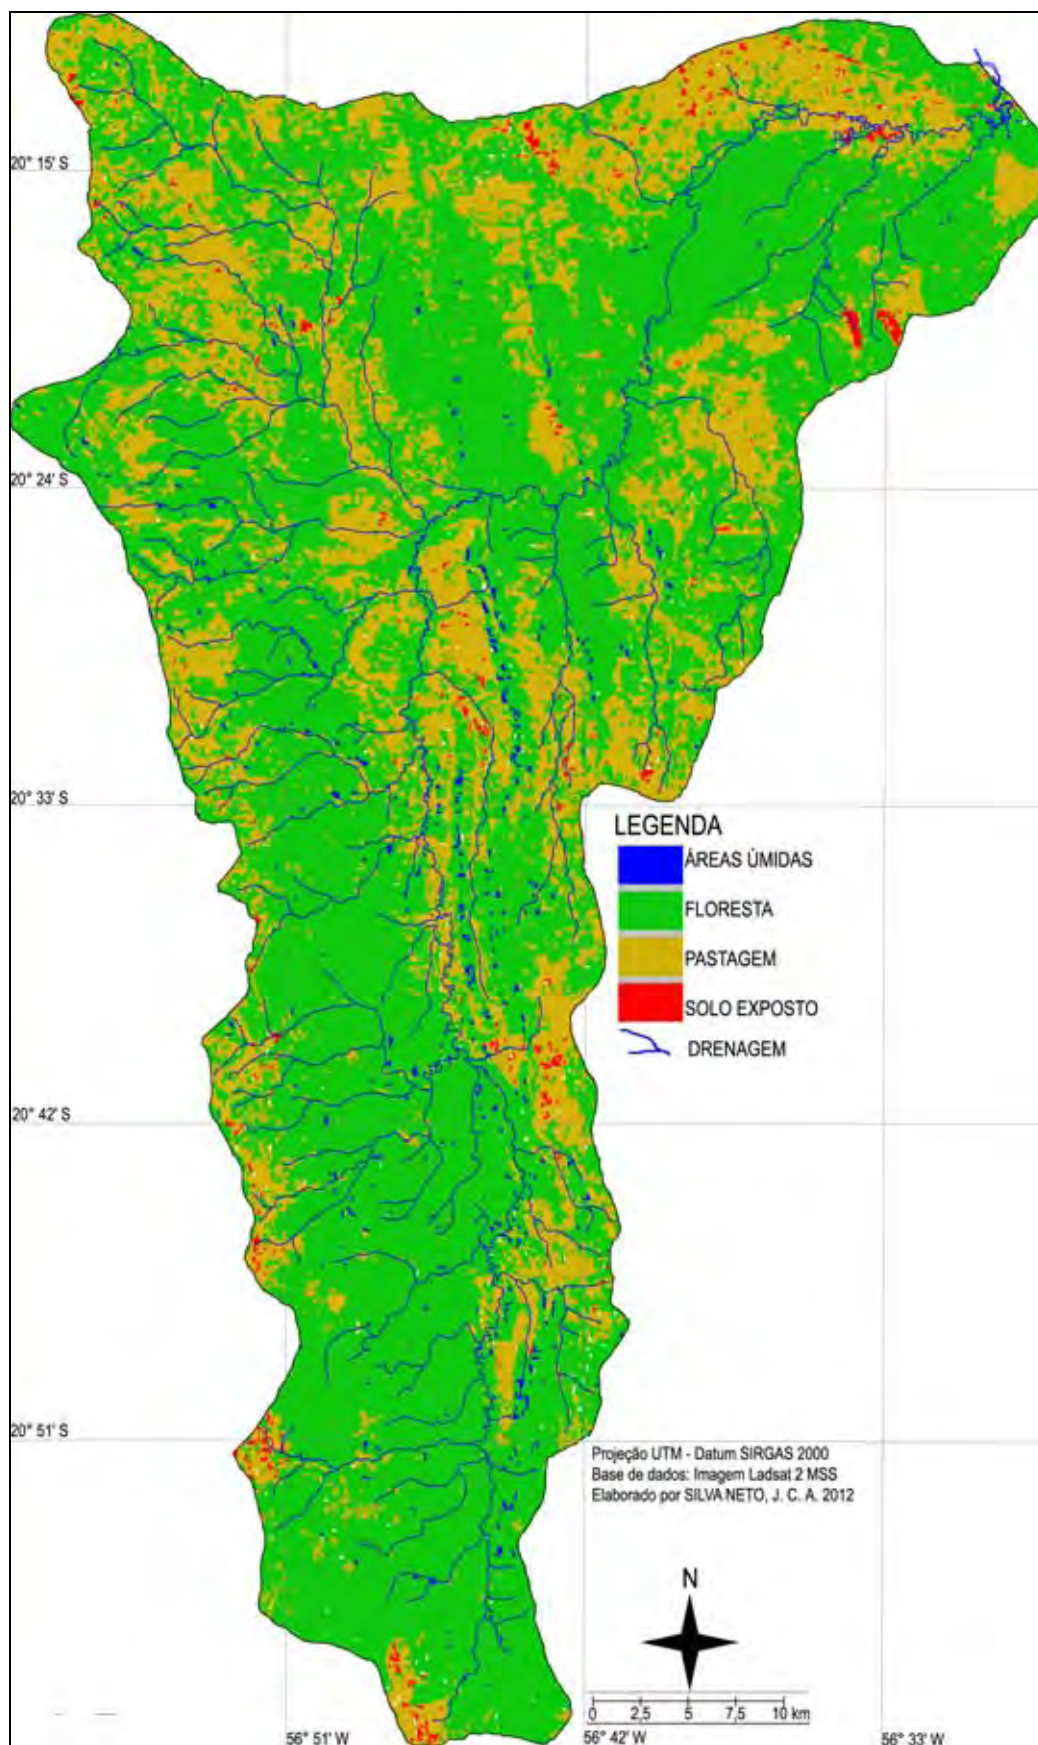 20° 15' S
20° 24' S
20° 33' S
LEGENDA
ÁREAS ÚMIDAS
FLORESTA
PASTAGEM
SOLO EXPOSTO
DRENAGEM
20° 42' S
20° 51' S
Projeção UTM - Datum SIRGAS 2000
Base de dados: Imagem Ladsat 2 MSS
Elaborado por SILVA NETO, J. C. A. 2012
N
0 2,5 5 7,5 10 km
56° 51' W 56° 42' W 56° 33' W